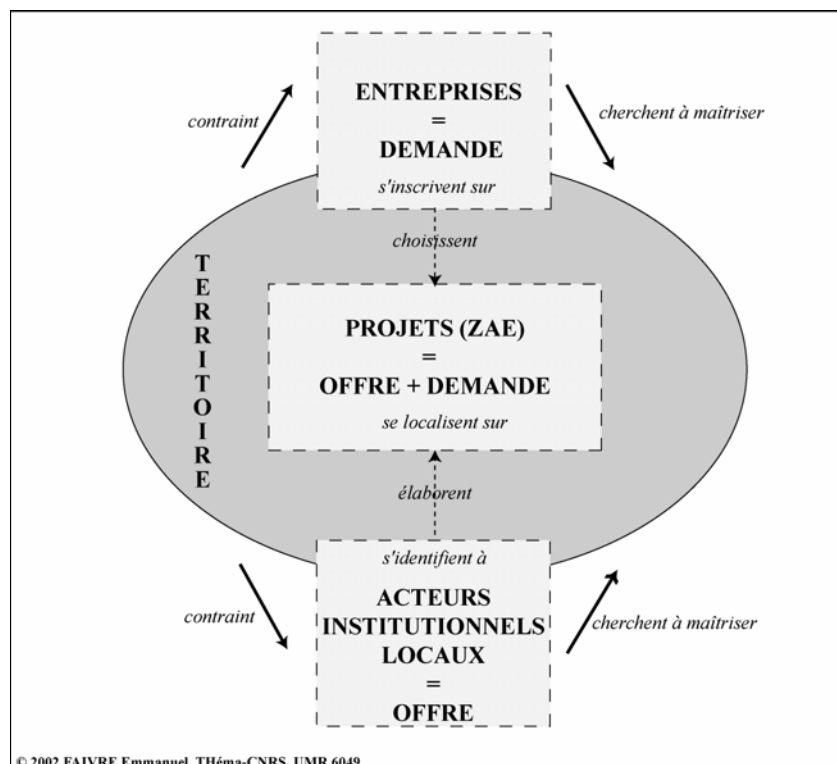 ENTREPRISES
=
DEMANDE
s'inscrivent sur
contraint
cherchent à maîtriser
choisissent
TERRITOIRE
PROJETS (ZAE)
=
OFFRE + DEMANDE
se localisent sur
élaborent
s'identifient à
ACTEURS
INSTITUTIONNELS
LOCAUX
=
OFFRE
contraint
cherchent à maîtriser
© 2002 FAIVRE Emmanuel, THéma-CNRS, UMR 6049